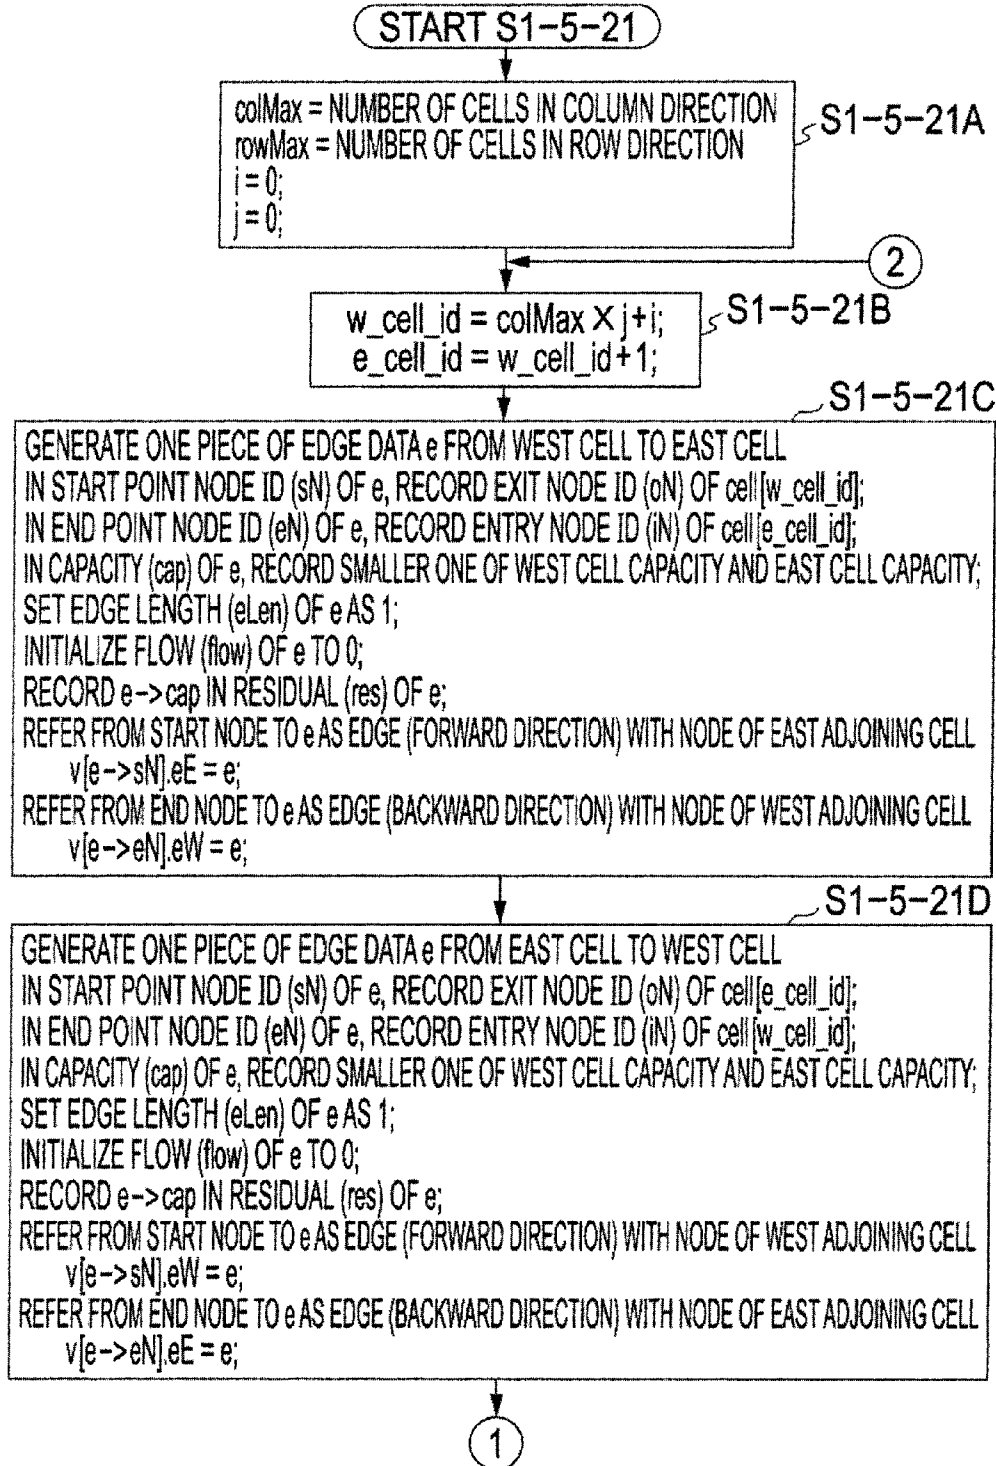 START S1-5-21
colMax = NUMBER OF CELLS IN COLUMN DIRECTION
rowMax = NUMBER OF CELLS IN ROW DIRECTION
i = 0;
j = 0;
S1-5-21A
2
w_cell_id = colMax X j+i;
e_cell_id = w_cell_id+1;
S1-5-21B
S1-5-21C
GENERATE ONE PIECE OF EDGE DATA e FROM WEST CELL TO EAST CELL
IN START POINT NODE ID (sN) OF e, RECORD EXIT NODE ID (oN) OF cell[w_cell_id];
IN END POINT NODE ID (eN) OF e, RECORD ENTRY NODE ID (iN) OF cell[e_cell_id];
IN CAPACITY (cap) OF e, RECORD SMALLER ONE OF WEST CELL CAPACITY AND EAST CELL CAPACITY;
SET EDGE LENGTH (eLen) OF e AS 1;
INITIALIZE FLOW (flow) OF e TO 0;
RECORD e->cap IN RESIDUAL (res) OF e;
REFER FROM START NODE TO e AS EDGE (FORWARD DIRECTION) WITH NODE OF EAST ADJOINING CELL
v[e->sN].eE = e;
REFER FROM END NODE TO e AS EDGE (BACKWARD DIRECTION) WITH NODE OF WEST ADJOINING CELL
v[e->eN].eW = e;
S1-5-21D
GENERATE ONE PIECE OF EDGE DATA e FROM EAST CELL TO WEST CELL
IN START POINT NODE ID (sN) OF e, RECORD EXIT NODE ID (oN) OF cell[e_cell_id];
IN END POINT NODE ID (eN) OF e, RECORD ENTRY NODE ID (iN) OF cell[w_cell_id];
IN CAPACITY (cap) OF e, RECORD SMALLER ONE OF WEST CELL CAPACITY AND EAST CELL CAPACITY;
SET EDGE LENGTH (eLen) OF e AS 1;
INITIALIZE FLOW (flow) OF e TO 0;
RECORD e->cap IN RESIDUAL (res) OF e;
REFER FROM START NODE TO e AS EDGE (FORWARD DIRECTION) WITH NODE OF WEST ADJOINING CELL
v[e->sN].eW = e;
REFER FROM END NODE TO e AS EDGE (BACKWARD DIRECTION) WITH NODE OF EAST ADJOINING CELL
v[e->eN].eE = e;
1